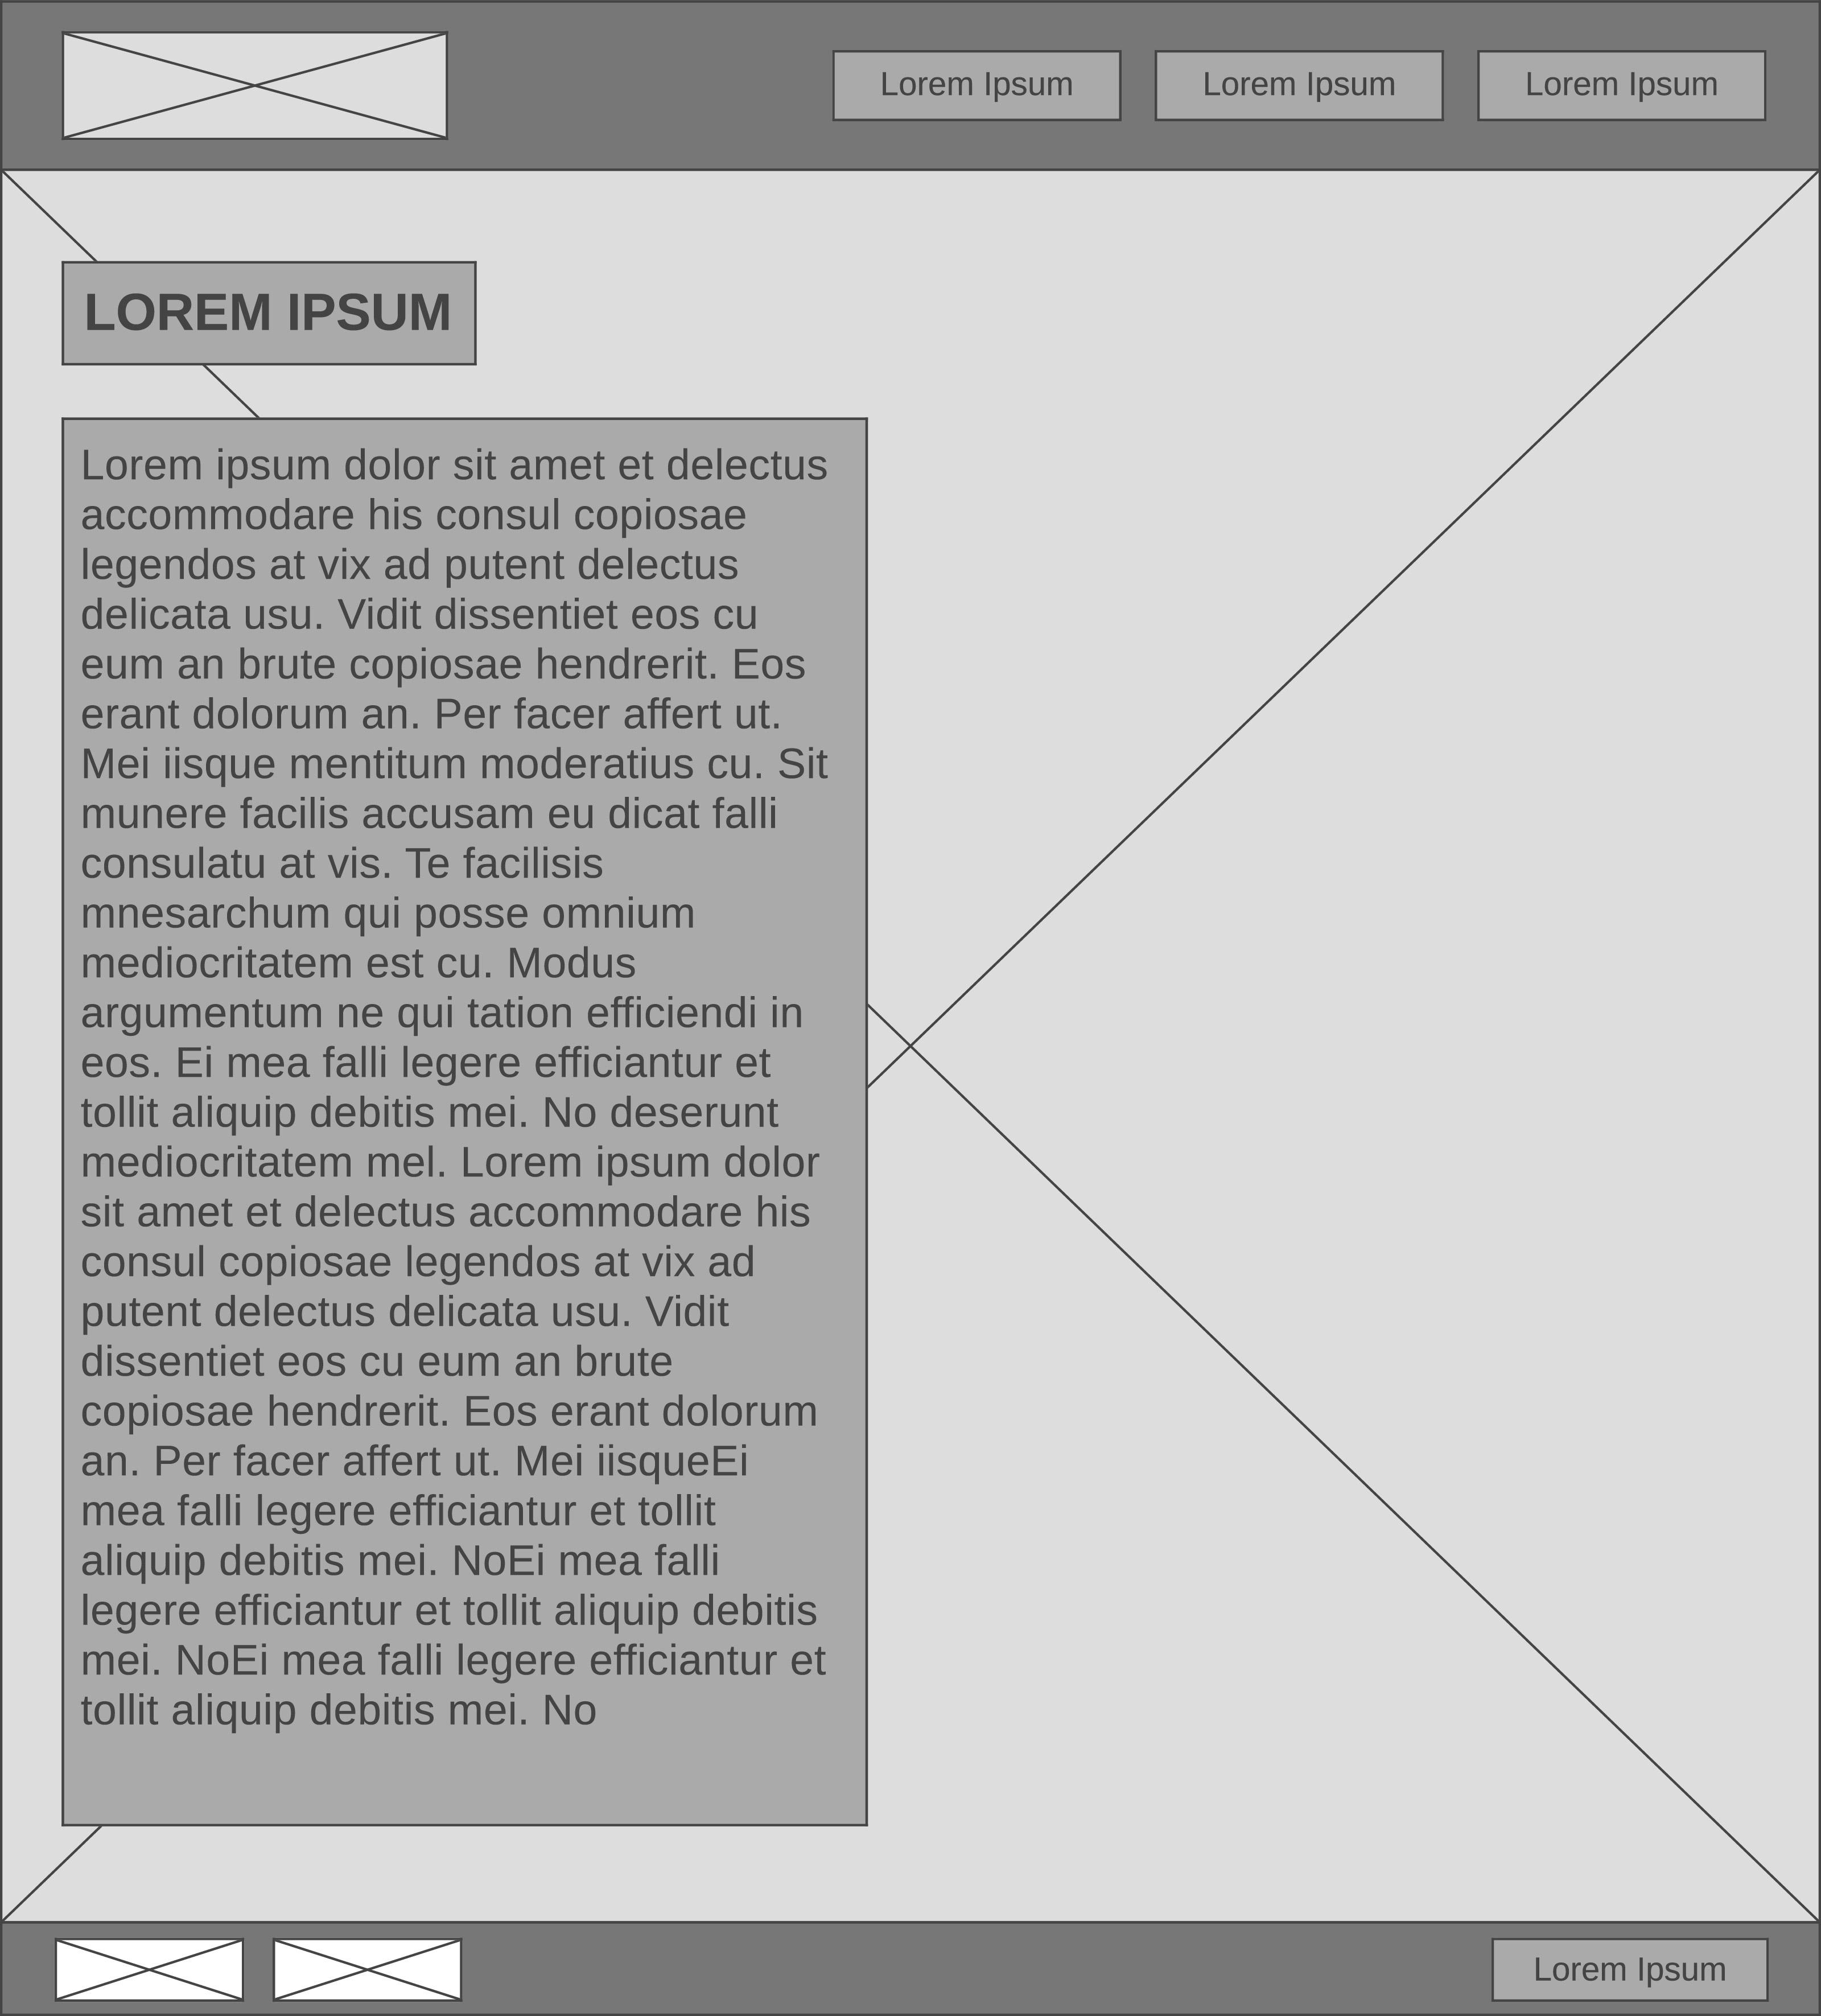 Lorem Ipsum
Lorem Ipsum
Lorem Ipsum
LOREM IPSUM
Lorem ipsum dolor sit amet et delectus
accommodare his consul copiosae
legendos at vix ad putent delectus
delicata usu. Vidit dissentiet eos cu
eum an brute copiosae hendrerit. Eos
erant dolorum an. Per facer affert ut.
Mei iisque mentitum moderatius cu. Sit
munere facilis accusam eu dicat falli
consulatu at vis. Te facilisis
mnesarchum qui posse omnium
mediocritatem est cu. Modus
argumentum ne qui tation efficiendi in
eos. Ei mea falli legere efficiantur et
tollit aliquip debitis mei. No deserunt
mediocritatem mel. Lorem ipsum dolor
sit amet et delectus accommodare his
consul copiosae legendos at vix ad
putent delectus delicata usu. Vidit
dissentiet eos cu eum an brute
copiosae hendrerit. Eos erant dolorum
an. Per facer affert ut. Mei iisqueEi
mea falli legere efficiantur et tollit
aliquip debitis mei. NoEi mea falli
legere efficiantur et tollit aliquip debitis
mei. NoEi mea falli legere efficiantur et
tollit aliquip debitis mei. No
Lorem Ipsum